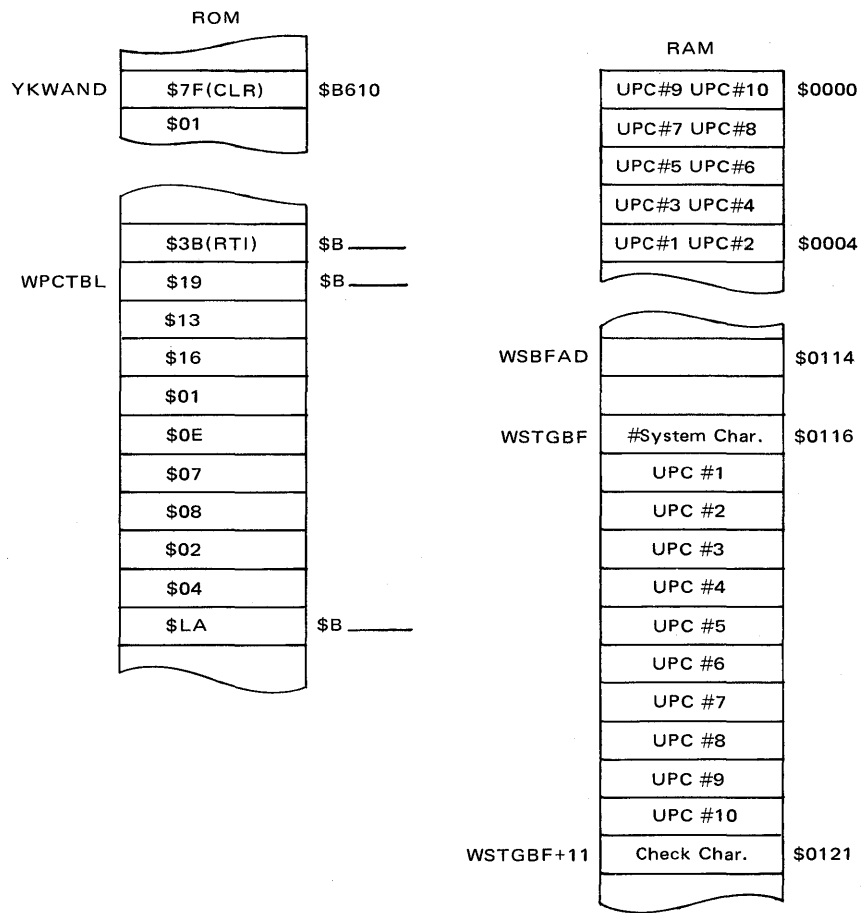 ROM
YKWAND $7F(CLR) $B610
$01
$3B(RTI) $B
WPCTBL $19 $B
$13
$16
$01
$0E
$07
$08
$02
$04
$LA $B
RAM
UPC#9 UPC#10 $0000
UPC#7 UPC#8
UPC#5 UPC#6
UPC#3 UPC#4
UPC#1 UPC#2 $0004
WSBFAD $0114
WSTGBF #System Char. $0116
UPC #1
UPC #2
UPC #3
UPC #4
UPC #5
UPC #6
UPC #7
UPC #8
UPC #9
UPC #10
WSTGBF+11 Check Char. $0121